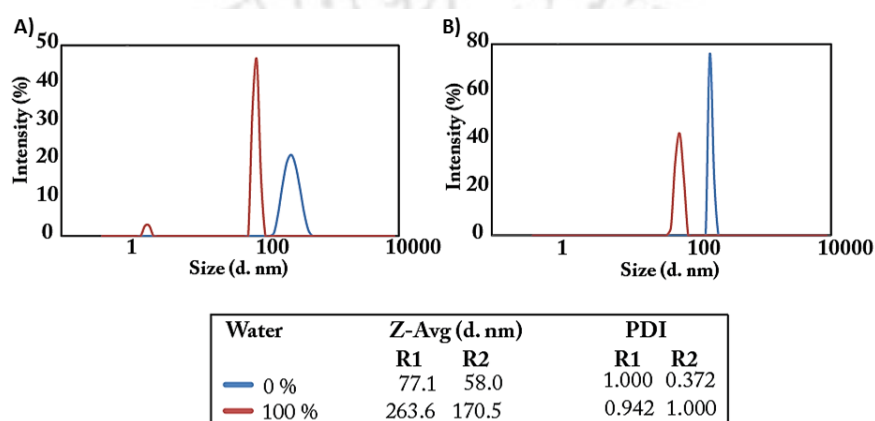 A)
50
40
30
20
10
0
Intensity (%)
1 100 10000
Size (d. nm)
B)
80
60
40
20
0
Intensity (%)
1 100 10000
Size (d. nm)
Water Z-Avg (d. nm) PDI
R1 R2 R1 R2
0 % 77.1 58.0 1.000 0.372
100 % 263.6 170.5 0.942 1.000